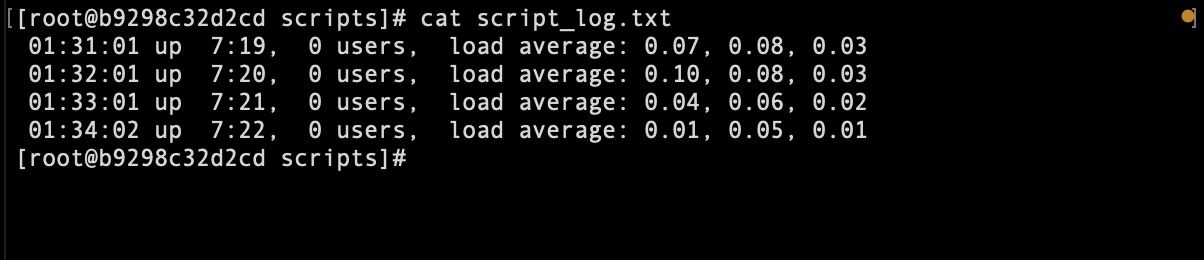 [[root@b9298c32d2cd scripts]# cat script_log.txt ]
01:31:01 up  7:19,  0 users,  load average: 0.07, 0.08, 0.03
01:32:01 up  7:20,  0 users,  load average: 0.10, 0.08, 0.03
01:33:01 up  7:21,  0 users,  load average: 0.04, 0.06, 0.02
01:34:02 up  7:22,  0 users,  load average: 0.01, 0.05, 0.01
[root@b9298c32d2cd scripts]#